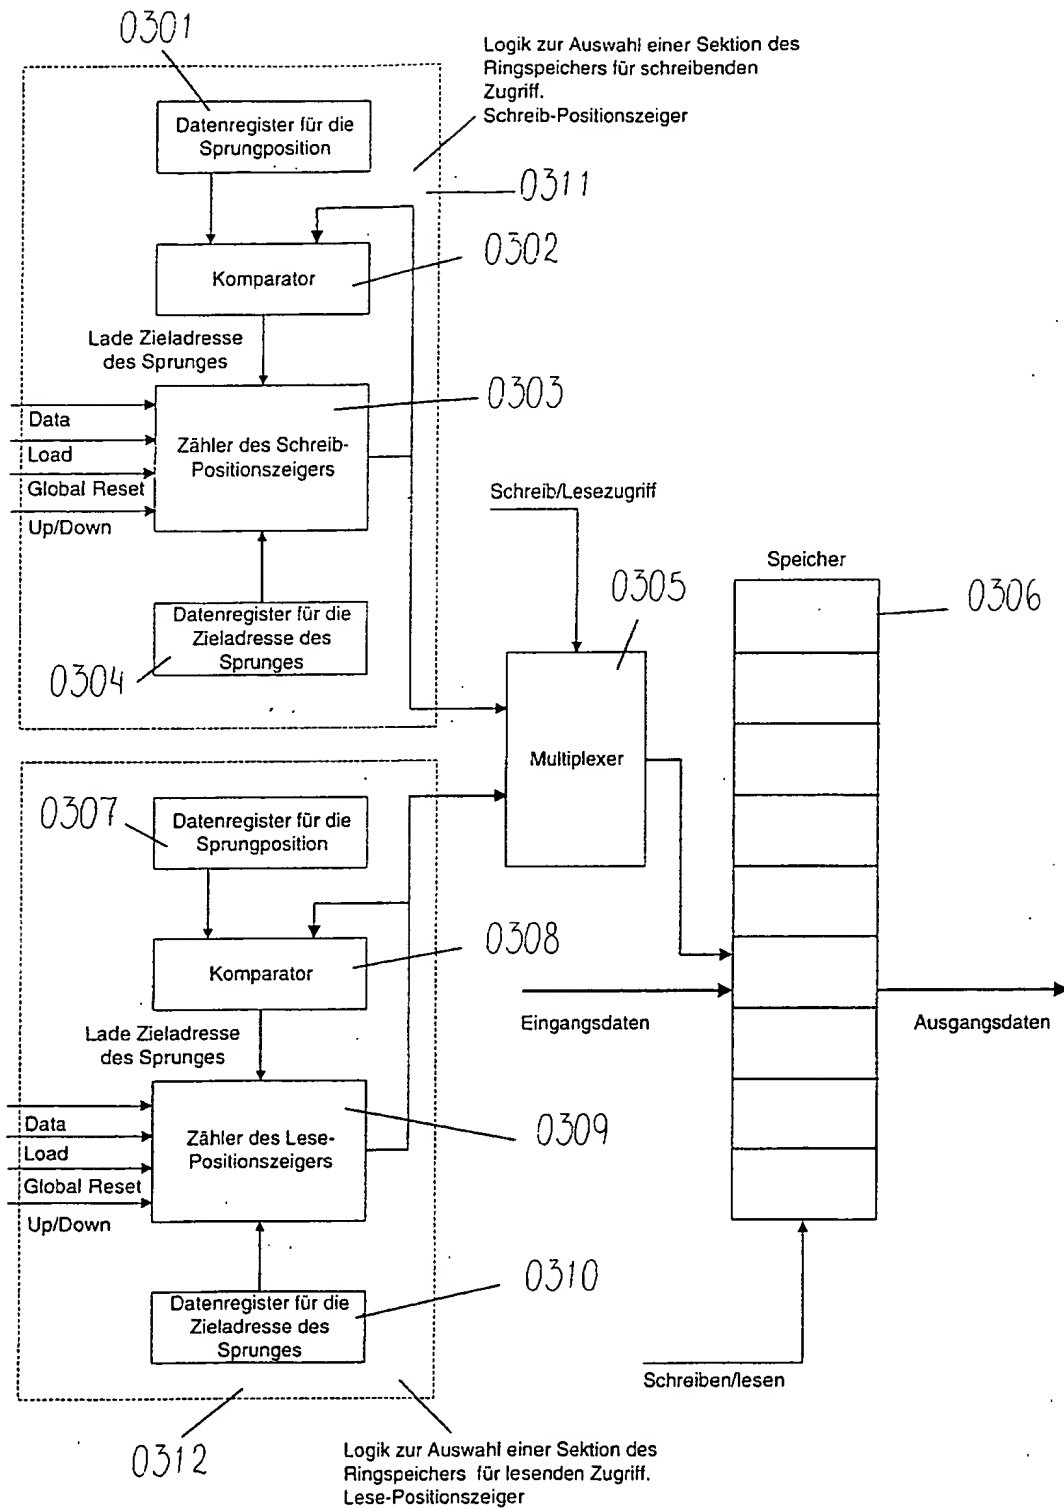 0301
Logik zur Auswahl einer Sektion des
Ringspeichers für schreibenden
Zugriff.
Schreib-Positionszeiger
Datenregister für die
Sprungposition
0311
0302
Komparator
Lade Zieladresse
des Sprunges
0303
Data
Load
Global Reset
Up/Down
Zähler des Schreib-
Positionszeigers
Schreib/Lesezugriff
Speicher
0305
0306
Datenregister für die
Zieladresse des
Sprunges
0304
Multiplexer
0307
Datenregister für die
Sprungposition
0308
Komparator
Eingangsdaten
Ausgangsdaten
Lade Zieladresse
des Sprunges
0309
Data
Load
Global Reset
Up/Down
Zähler des Lese-
Positionszeigers
0310
Datenregister für die
Zieladresse des
Sprunges
Schreiben/lesen
0312
Logik zur Auswahl einer Sektion des
Ringspeichers für lesenden Zugriff.
Lese-Positionszeiger